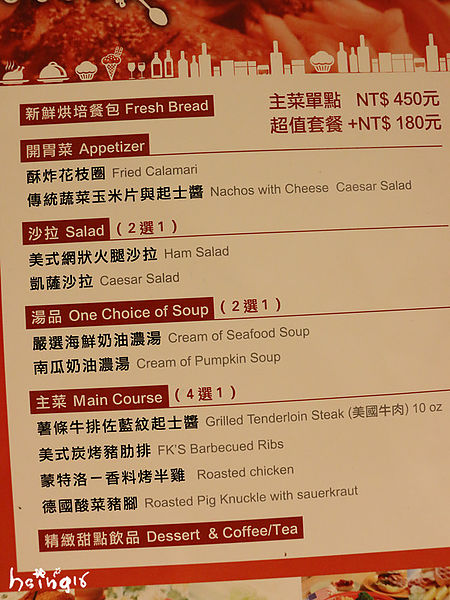 新鮮烘培餐包 Fresh Bread
主菜單點 NT$ 450元
超值套餐 +NT$ 180元
開胃菜 Appetizer
酥炸花枝圈 Fried Calamari
傳統蔬菜玉米片與起士醬 Nachos with Cheese Caesar Salad
沙拉 Salad (2選1)
美式網狀火腿沙拉 Ham Salad
凱薩沙拉 Caesar Salad
湯品 One Choice of Soup (2選1)
嚴選海鮮奶油濃湯 Cream of Seafood Soup
南瓜奶油濃湯 Cream of Pumpkin Soup
主菜 Main Course (4選1)
薯條牛排佐藍紋起士醬 Grilled Tenderloin Steak (美國牛肉) 10 oz
美式炭烤豬肋排 FK'S Barbecued Ribs
蒙特洛－香料烤半雞 Roasted chicken
德國酸菜豬腳 Roasted Pig Knuckle with sauerkraut
精緻甜點飲品 Dessert & Coffee/Tea
hsing16